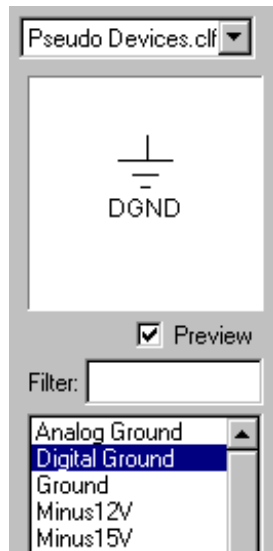 Pseudo Devices.clf
DGND
Preview
Filter:
Analog Ground
Digital Ground
Ground
Minus12V
Minus15V